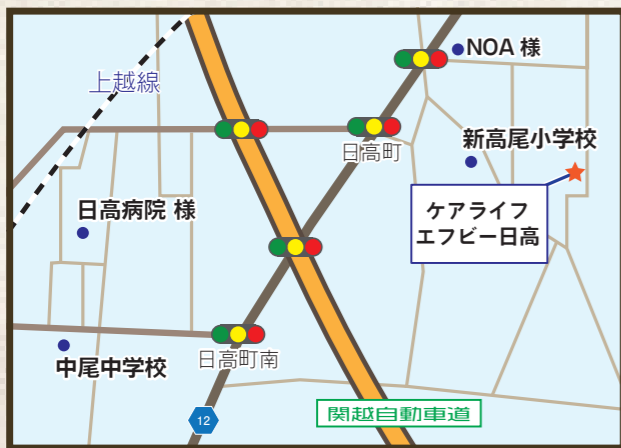 上越線
NOA 様
日高町
新高尾小学校
日高病院 様
ケアライフ
エフビー日高
日高町南
中尾中学校
12
関越自動車道